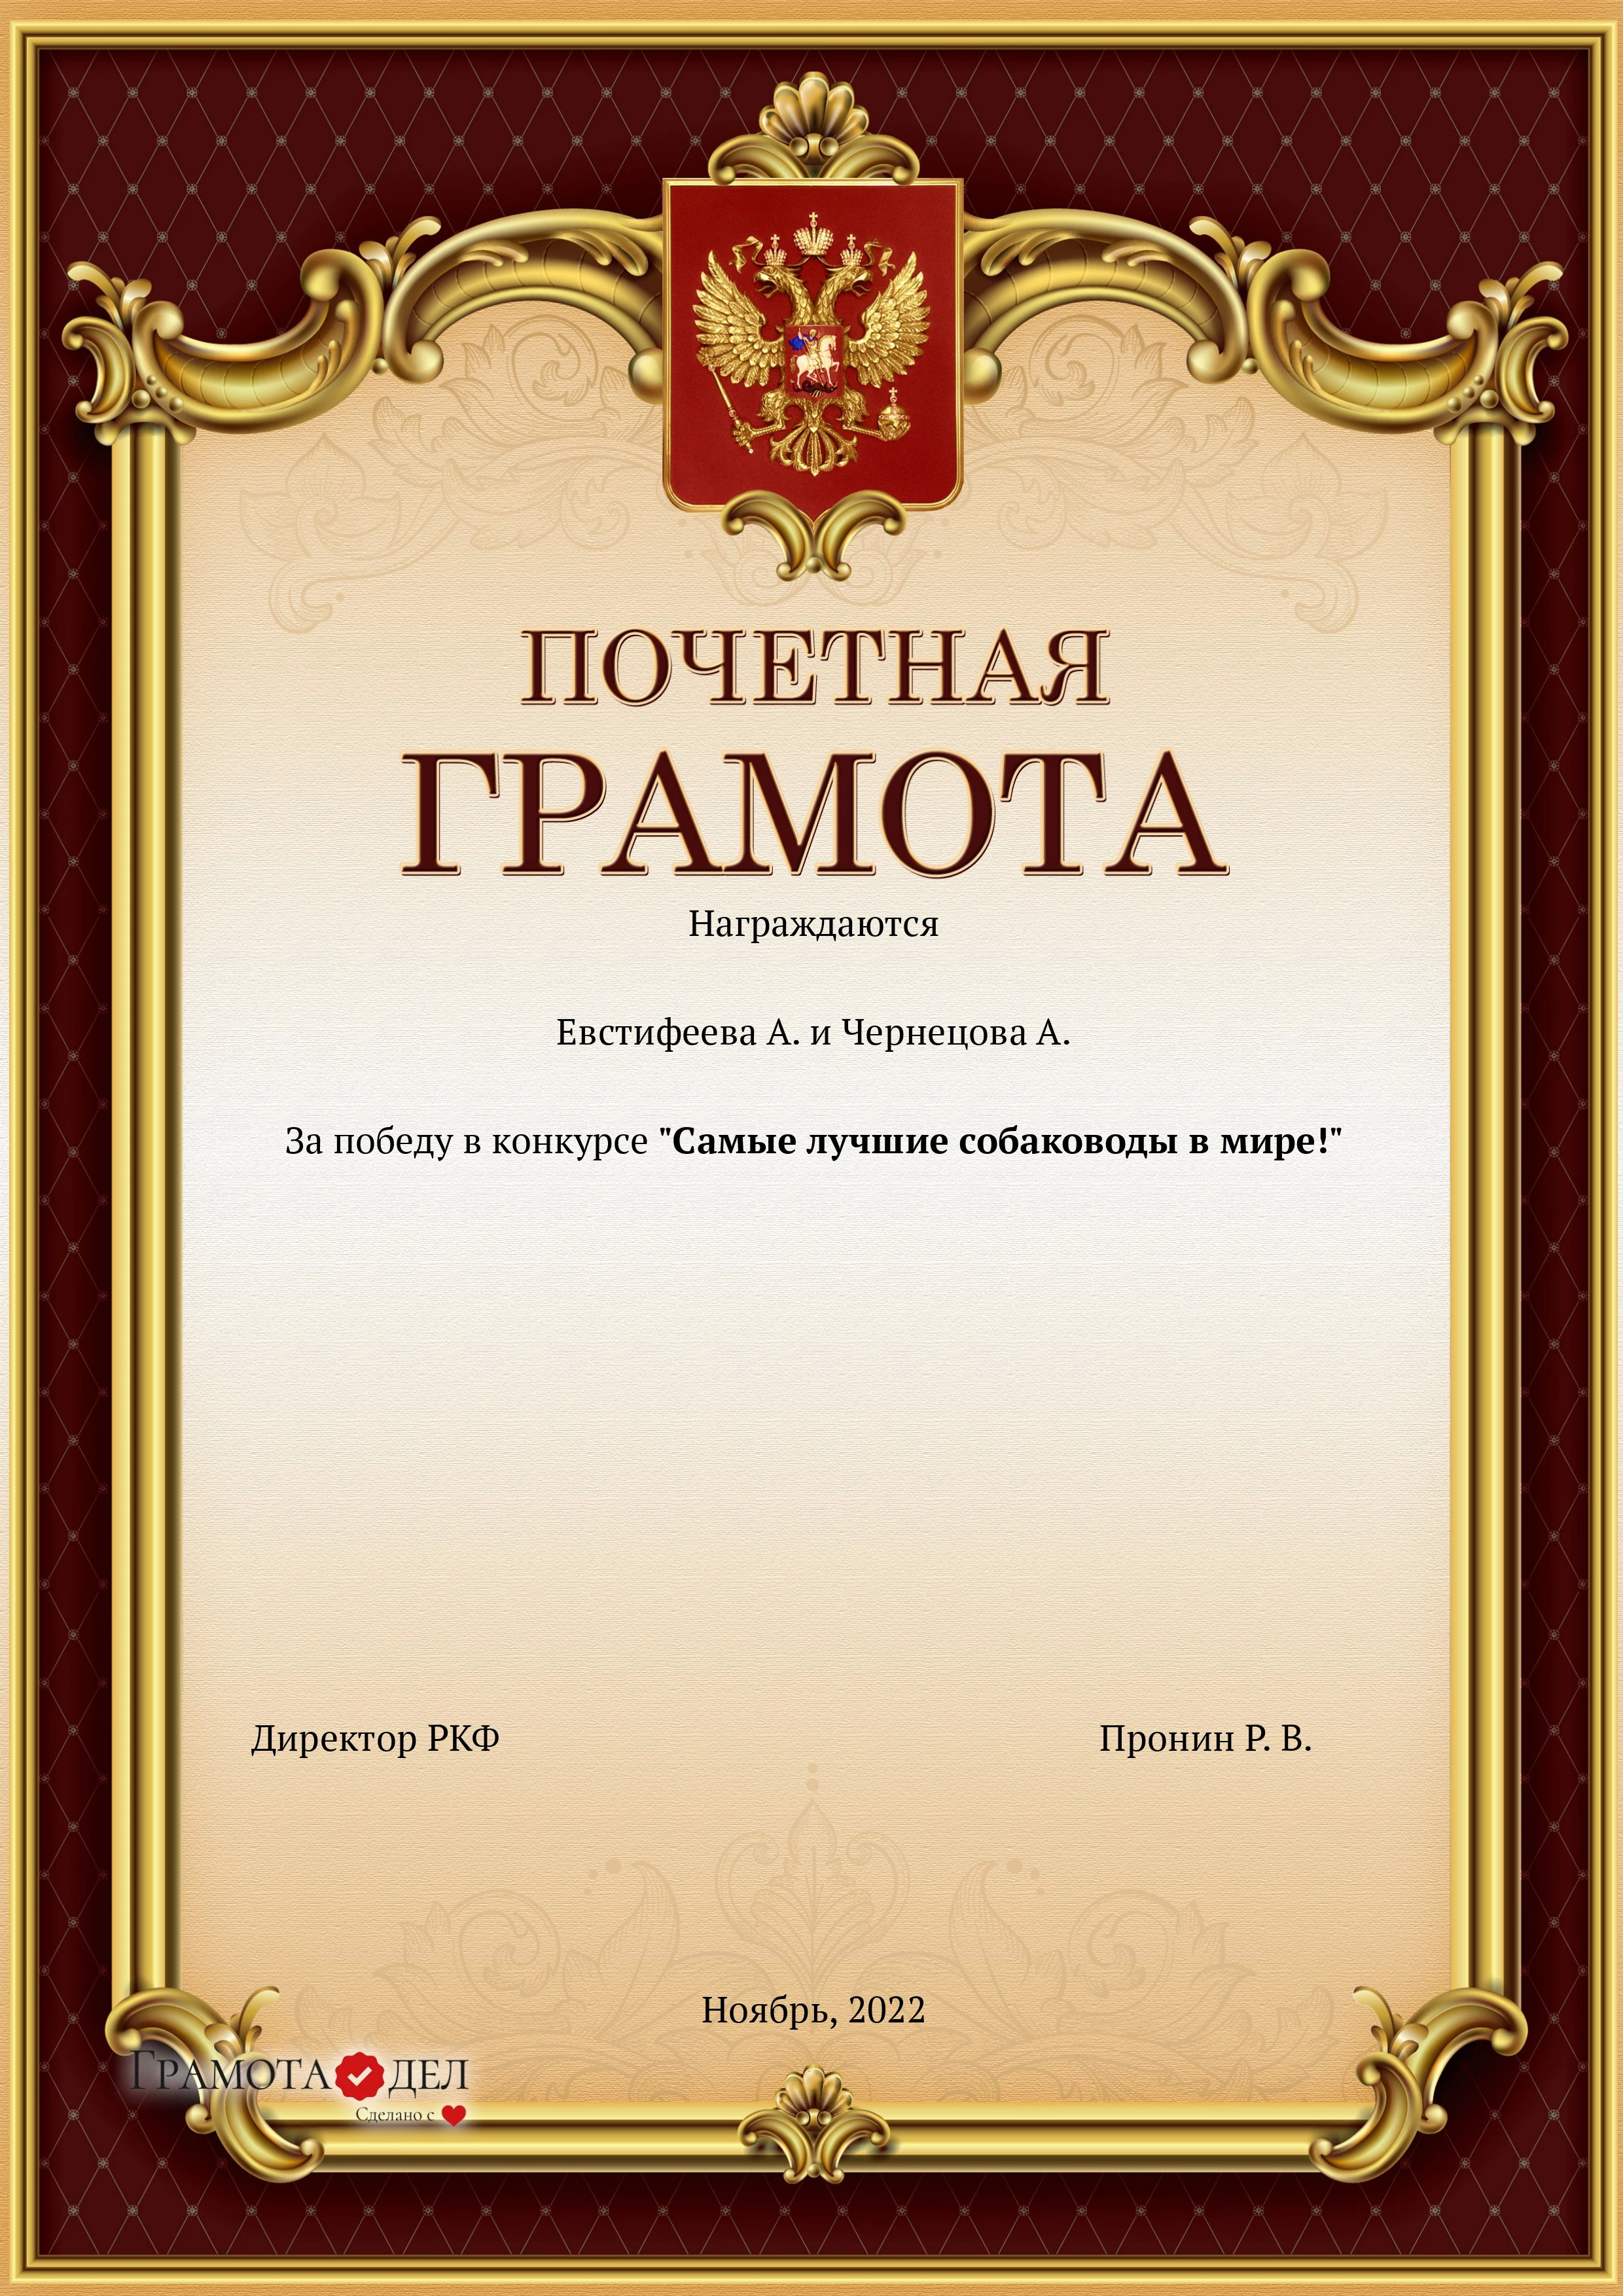 ПОЧЕТНАЯ
ГРАМОТА
Награждаются
Евстифеева А. и Чернецова А.
За победу в конкурсе "Самые лучшие собаководы в мире!"
Директор РКФ Пронин Р. В.
Ноябрь, 2022
ГРАМОТА ДЕЛ
Сделано с